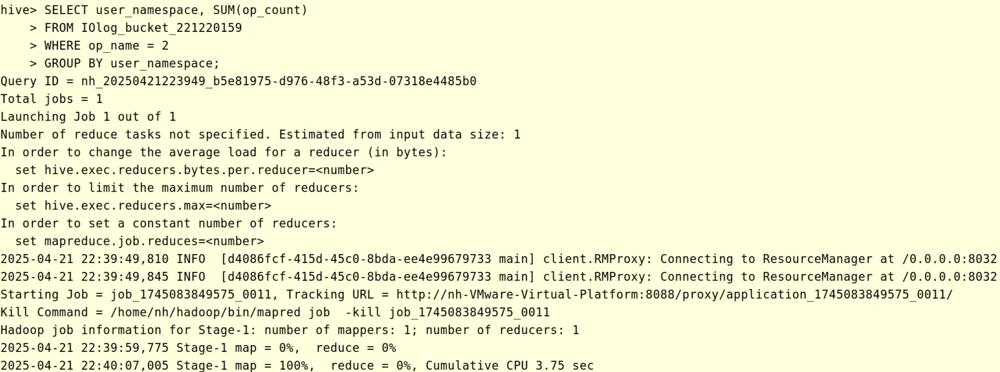 hive> SELECT user_namespace, SUM(op_count)
    > FROM IOlog_bucket_221220159
    > WHERE op_name = 2
    > GROUP BY user_namespace;
Query ID = nh_20250421223949_b5e81975-d976-48f3-a53d-07318e4485b0
Total jobs = 1
Launching Job 1 out of 1
Number of reduce tasks not specified. Estimated from input data size: 1
In order to change the average load for a reducer (in bytes):
  set hive.exec.reducers.bytes.per.reducer=<number>
In order to limit the maximum number of reducers:
  set hive.exec.reducers.max=<number>
In order to set a constant number of reducers:
  set mapreduce.job.reduces=<number>
2025-04-21 22:39:49,810 INFO  [d4086fcf-415d-45c0-8bda-ee4e99679733 main] client.RMProxy: Connecting to ResourceManager at /0.0.0.0:8032
2025-04-21 22:39:49,845 INFO  [d4086fcf-415d-45c0-8bda-ee4e99679733 main] client.RMProxy: Connecting to ResourceManager at /0.0.0.0:8032
Starting Job = job_1745083849575_0011, Tracking URL = http://nh-VMware-Virtual-Platform:8088/proxy/application_1745083849575_0011/
Kill Command = /home/nh/hadoop/bin/mapred job  -kill job_1745083849575_0011
Hadoop job information for Stage-1: number of mappers: 1; number of reducers: 1
2025-04-21 22:39:59,775 Stage-1 map = 0%,  reduce = 0%
2025-04-21 22:40:07,005 Stage-1 map = 100%,  reduce = 0%, Cumulative CPU 3.75 sec